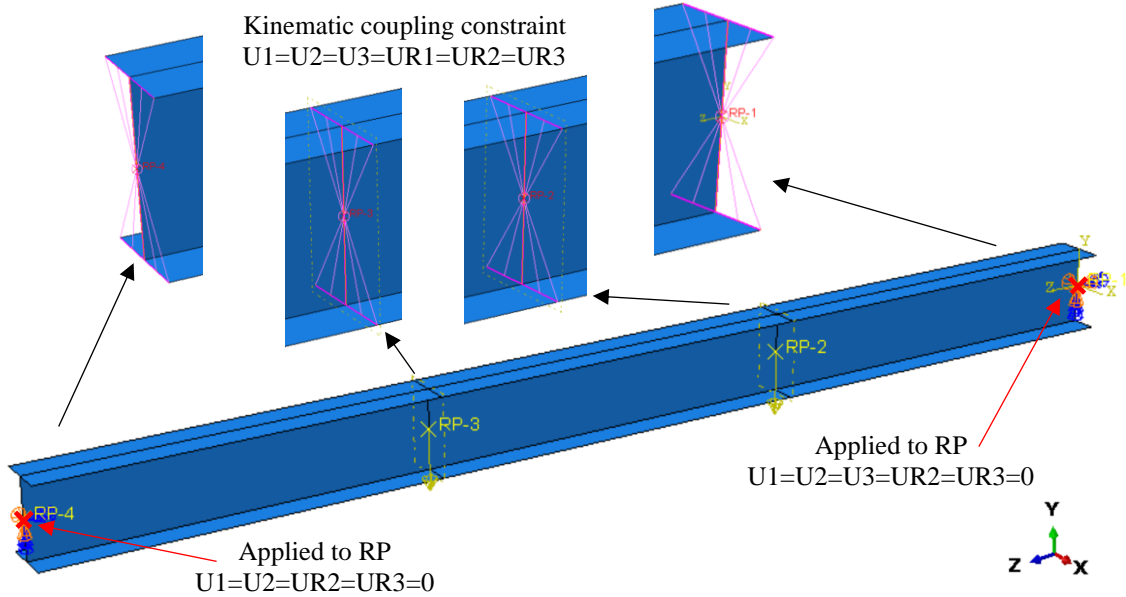 Kinematic coupling constraint
U1=U2=U3=UR1=UR2=UR3
RP-1
Y
Z
X
RP-2
RP-3
RP-4
Y
Z
X
Applied to RP
U1=U2=U3=UR2=UR3=0
Applied to RP
U1=U2=UR2=UR3=0
Y
Z
X